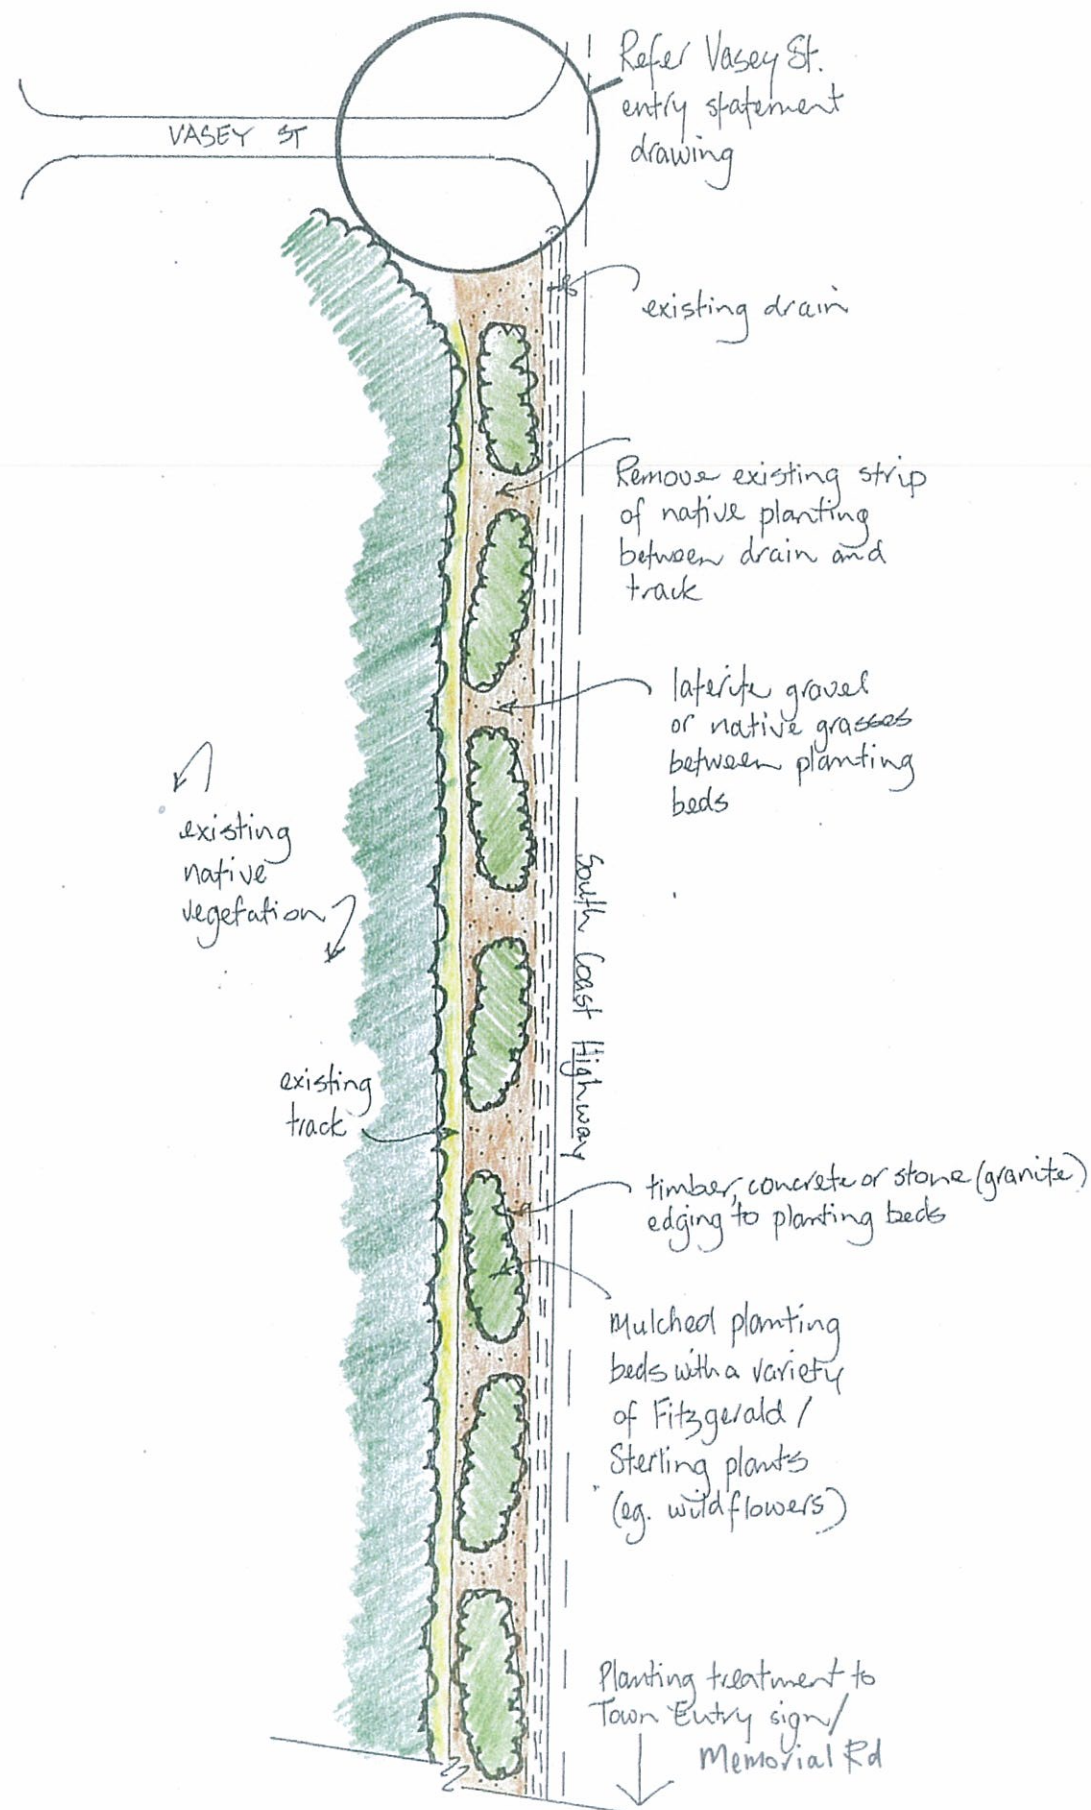 Refer Vasey St.
entry statement
drawing
VASEY ST
existing drain
Remove existing strip
of native planting
between drain and
track
laterite gravel
or native grasses
between planting
beds
existing
native
vegetation
South Coast Highway
existing
track
timber, concrete or stone (granite)
edging to planting beds
Mulched planting
beds with a variety
of Fitzgerald /
Sterling plants
(eg. wildflowers)
Planting treatment to
Town Entry sign/
Memorial Rd